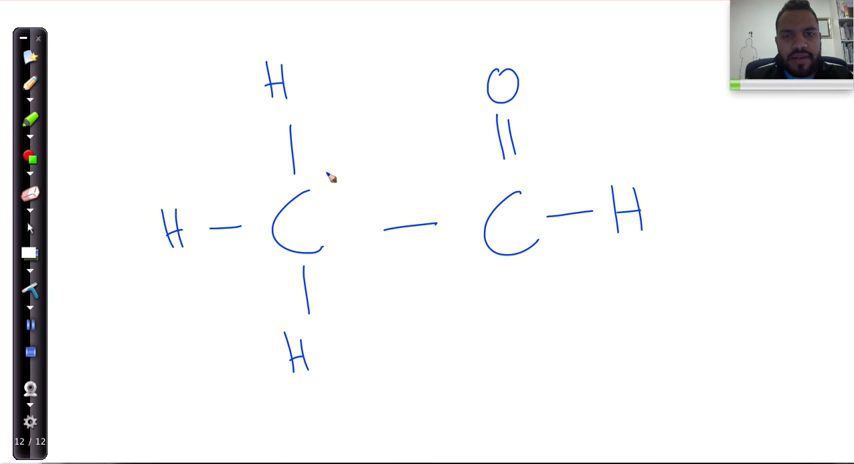 H O
H — C — C — H
H
12 / 12